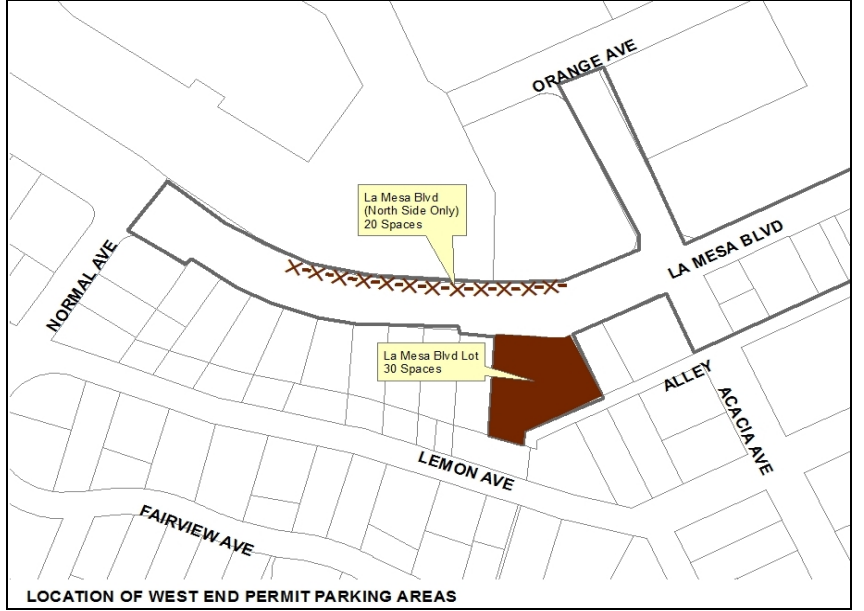 ORANGE AVE
La Mesa Blvd
(North Side Only)
20 Spaces
LA MESA BLVD
NORMAL AVE
La Mesa Blvd Lot
30 Spaces
ALLEY
ACACIA AVE
LEMON AVE
FAIRVIEW AVE
LOCATION OF WEST END PERMIT PARKING AREAS